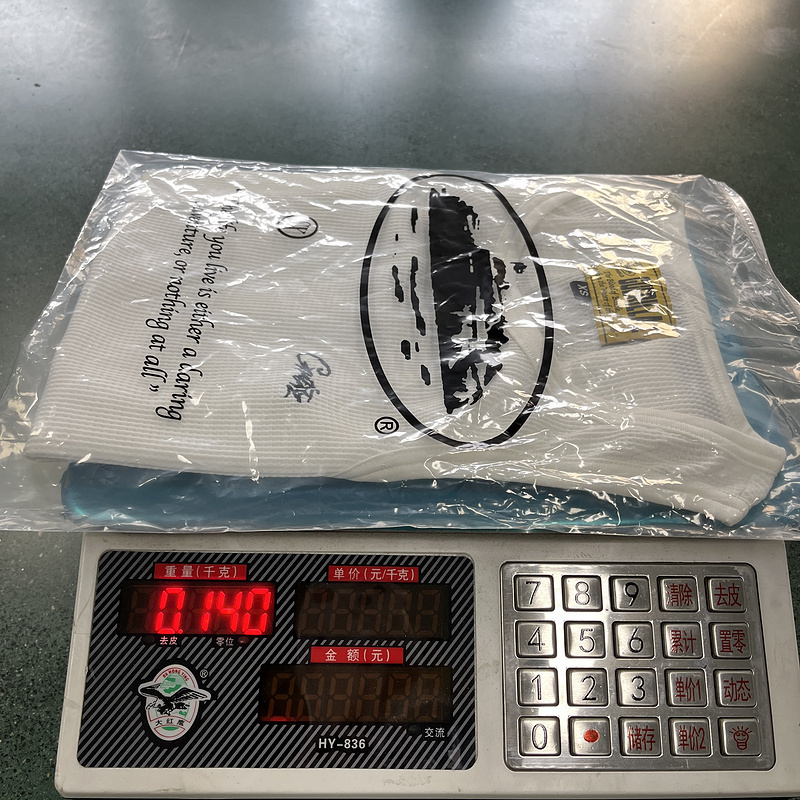 you live is either a daring
or nothing at all”
Corteiz
®
XS
重量(千克)
0.140
去皮
零位
单价(元/千克)
金额(元)
交流
HY-836
®
大红鹰
7
8
9
清除
去皮
4
5
6
累计
置零
1
2
3
单价1
动态
0
储存
单价2